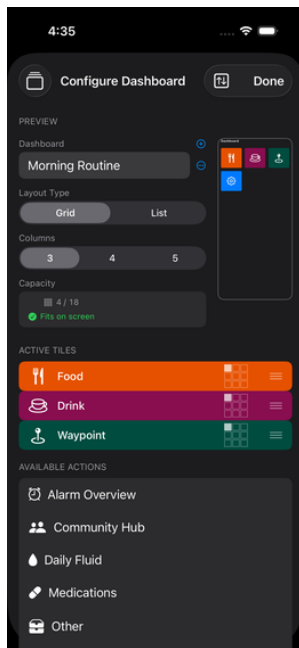 4:35
Configure Dashboard
Done
PREVIEW
Dashboard
Morning Routine
Layout Type
Grid
List
Columns
3
4
5
Capacity
4 / 18
Fits on screen
Dashboard
ACTIVE TILES
Food
Drink
Waypoint
AVAILABLE ACTIONS
Alarm Overview
Community Hub
Daily Fluid
Medications
Other